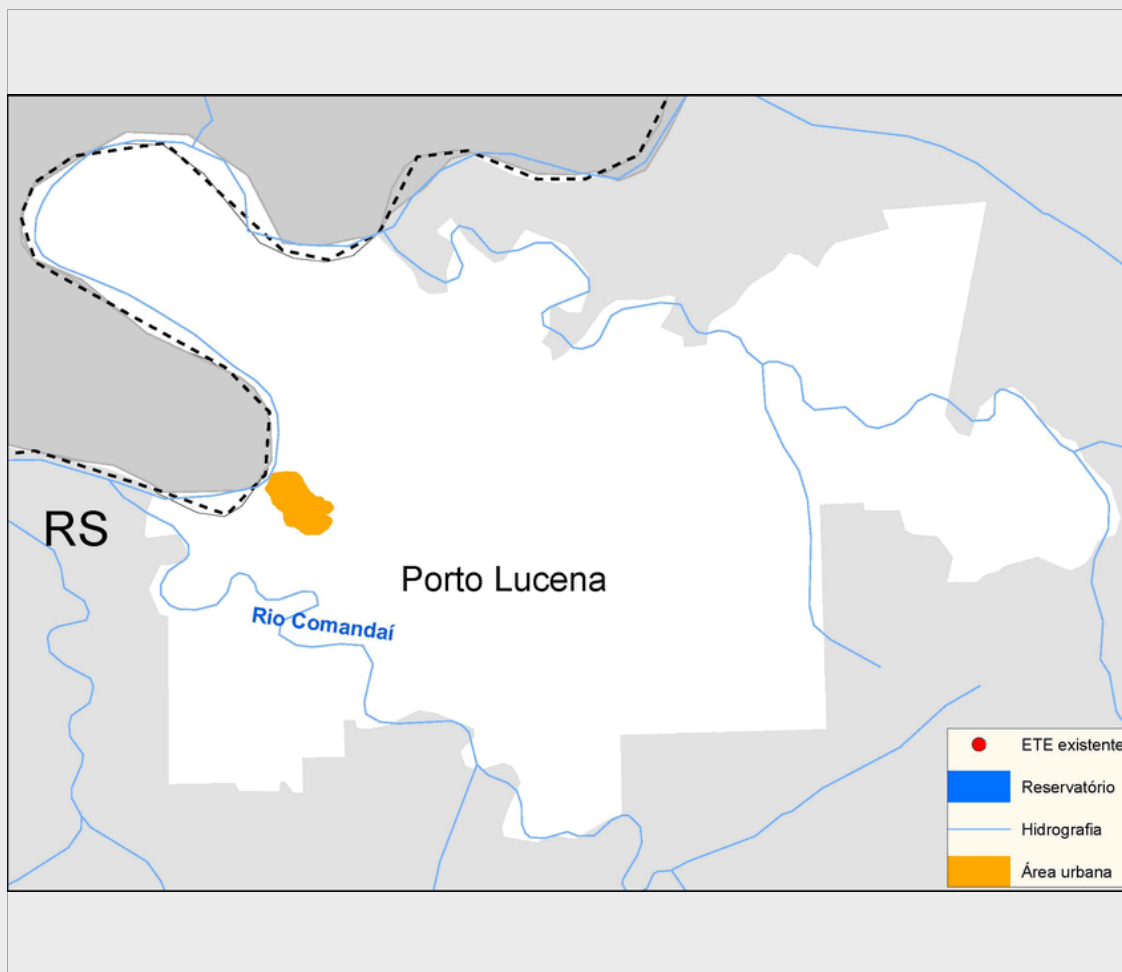 RS
Porto Lucena
Rio Comandaí
ETE existente
Reservatório
Hidrografia
Área urbana